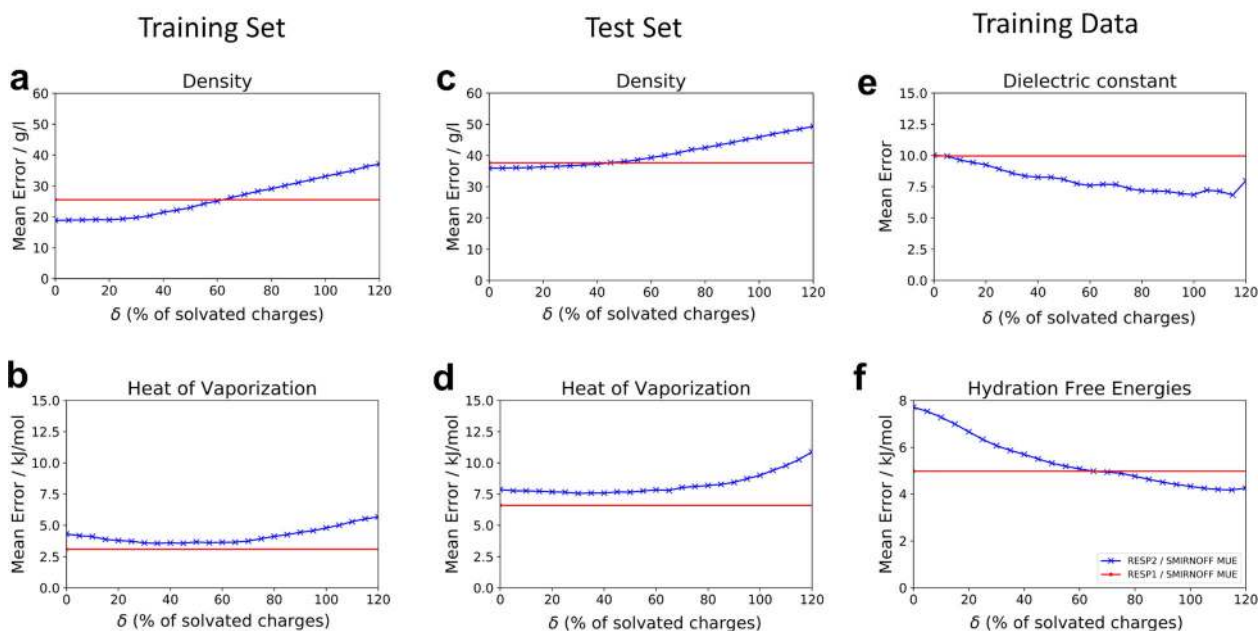 Training Set
Test Set
Training Data
a
Density
60
50
40
30
20
10
0
Mean Error / g/l
0 20 40 60 80 100 120
δ (% of solvated charges)
c
Density
60
50
40
30
20
10
0
Mean Error / g/l
0 20 40 60 80 100 120
δ (% of solvated charges)
e
Dielectric constant
15.0
12.5
10.0
7.5
5.0
2.5
0.0
Mean Error
0 20 40 60 80 100 120
δ (% of solvated charges)
b
Heat of Vaporization
15.0
12.5
10.0
7.5
5.0
2.5
0.0
Mean Error / kJ/mol
0 20 40 60 80 100 120
δ (% of solvated charges)
d
Heat of Vaporization
15.0
12.5
10.0
7.5
5.0
2.5
0.0
Mean Error / kJ/mol
0 20 40 60 80 100 120
δ (% of solvated charges)
f
Hydration Free Energies
8
6
4
2
0
Mean Error / kJ/mol
RESP2 / SMIRNOFF MUE
RESP1 / SMIRNOFF MUE
0 20 40 60 80 100 120
δ (% of solvated charges)